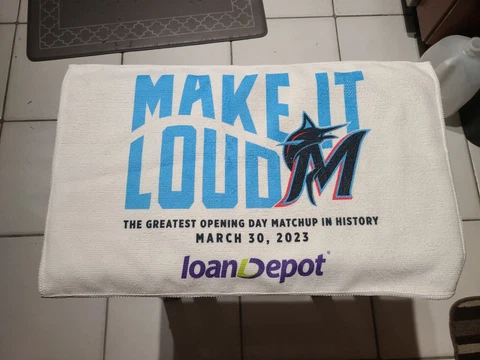 MAKE IT
LOUD M
THE GREATEST OPENING DAY MATCHUP IN HISTORY
MARCH 30, 2023
loanDepot®